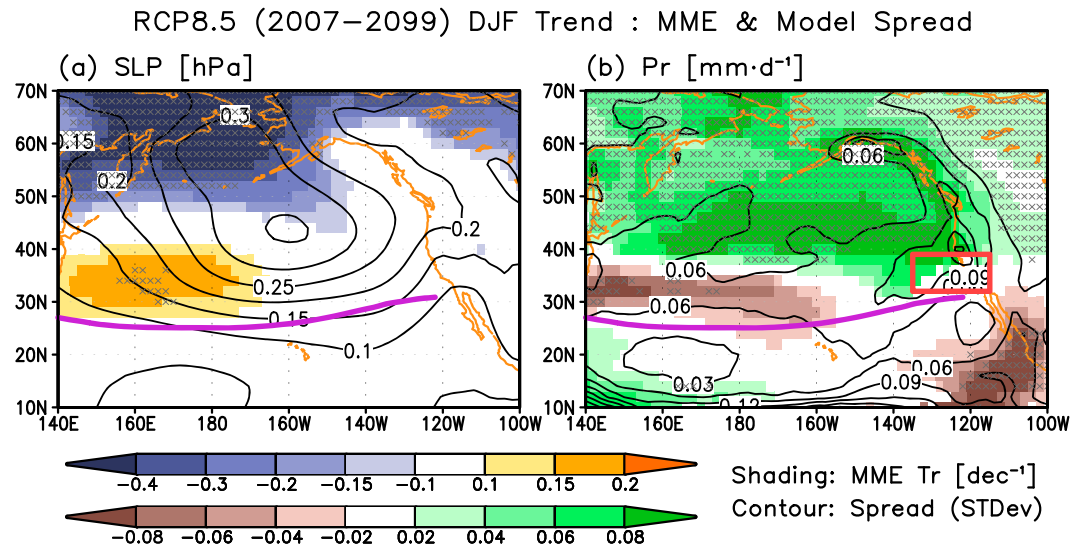 RCP8.5 (2007−2099) DJF Trend : MME & Model Spread
(a) SLP [hPa]
(b) Pr [mm·d⁻¹]
70N
60N
50N
40N
30N
20N
10N
140E 160E 180 160W 140W 120W 100W
0.3
0.15
0.2
0.2
0.25
0.15
0.1
70N
60N
50N
40N
30N
20N
10N
140E 160E 180 160W 140W 120W 100W
0.06
0.06
0.09
0.06
0.06
0.03
0.09
0.12
−0.4 −0.3 −0.2 −0.15 −0.1 0.1 0.15 0.2
−0.08 −0.06 −0.04 −0.02 0.02 0.04 0.06 0.08
Shading: MME Tr [dec⁻¹]
Contour: Spread (STDev)